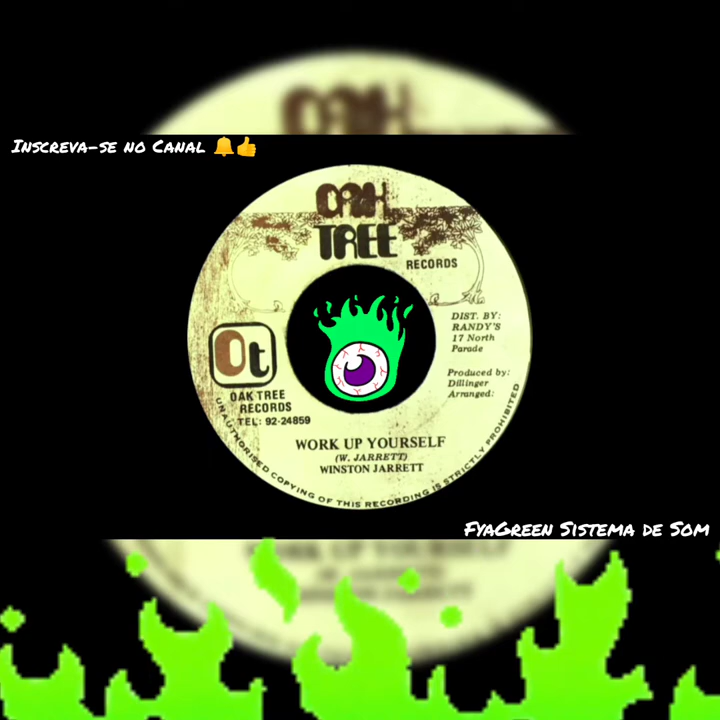 Inscreva-se no Canal 🔔👍
OAK
TREE
RECORDS
DIST. BY:
RANDY'S
17 North
Parade
Ot
Produced by:
Dillinger
Arranged:
OAK TREE
RECORDS
TEL: 92-24859
WORK UP YOURSELF
(W. JARRETT)
WINSTON JARRETT
UNAUTHORISED COPYING OF THIS RECORDING IS STRICTLY PROHIBITED
FyaGreen Sistema de Som